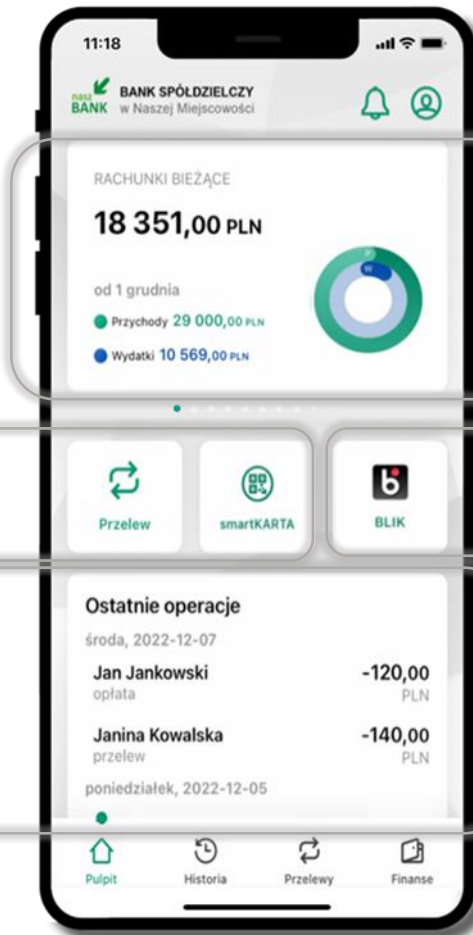 11:18
nasz
BANK
BANK SPÓŁDZIELCZY
w Naszej Miejscowości
RACHUNKI BIEŻĄCE
18 351,00 PLN
od 1 grudnia
Przychody 29 000,00 PLN
Wydatki 10 569,00 PLN
P
W
Przelew
smartKARTA
BLIK
Ostatnie operacje
środa, 2022-12-07
Jan Jankowski -120,00
opłata PLN
Janina Kowalska -140,00
przelew PLN
poniedziałek, 2022-12-05
Pulpit Historia Przelewy Finanse